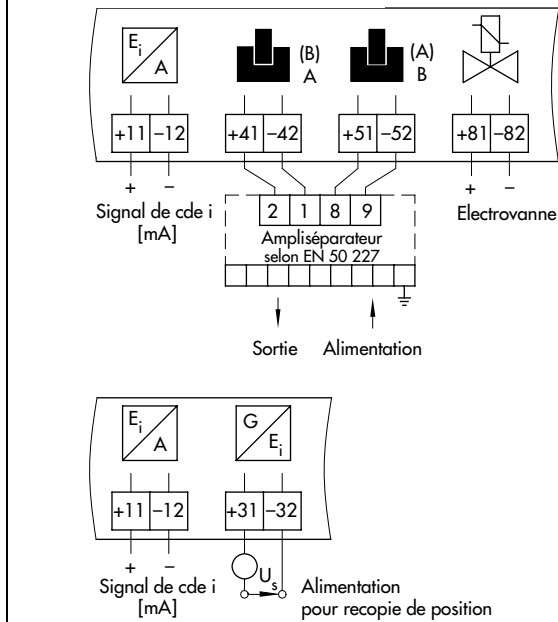 Ei A
(B) A
(A) B
+11 –12
+41 –42
+51 –52
+81 –82
+ –
+ –
Signal de cde i
[mA]
2 1 8 9
Ampliséparateur
selon EN 50 227
Electrovanne
Sortie
Alimentation
Ei A
G Ei
+11 –12
+31 –32
+ –
Signal de cde i
[mA]
Us
Alimentation
pour recopie de position